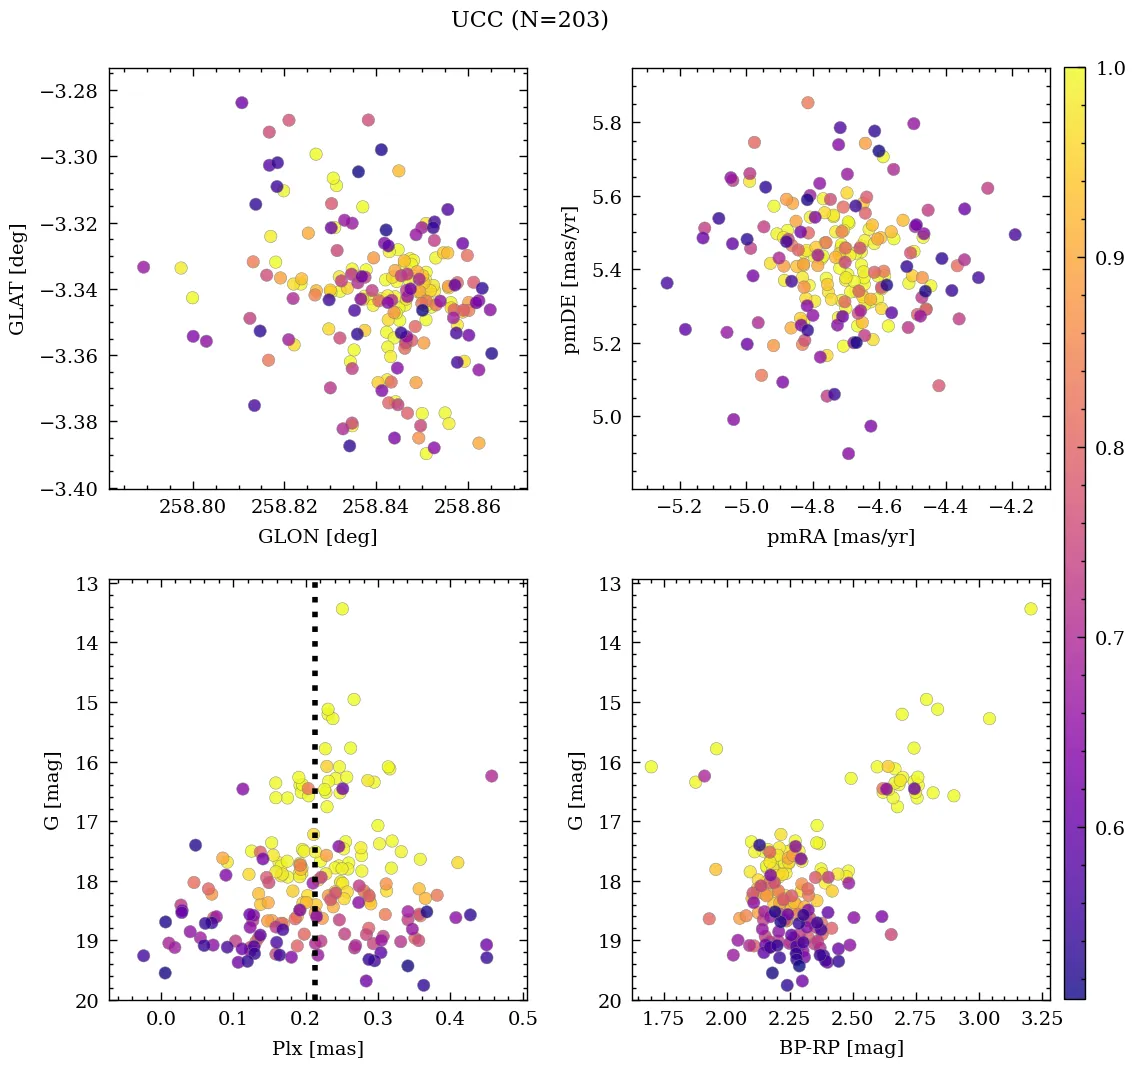 UCC (N=203)
−3.28
−3.30
−3.32
−3.34
−3.36
−3.38
−3.40
GLAT [deg]
258.80 258.82 258.84 258.86
GLON [deg]
5.8
5.6
5.4
5.2
5.0
pmDE [mas/yr]
−5.2 −5.0 −4.8 −4.6 −4.4 −4.2
pmRA [mas/yr]
1.0
0.9
0.8
0.7
0.6
13
14
15
16
17
18
19
20
G [mag]
0.0 0.1 0.2 0.3 0.4 0.5
Plx [mas]
13
14
15
16
17
18
19
20
G [mag]
1.75 2.00 2.25 2.50 2.75 3.00 3.25
BP-RP [mag]